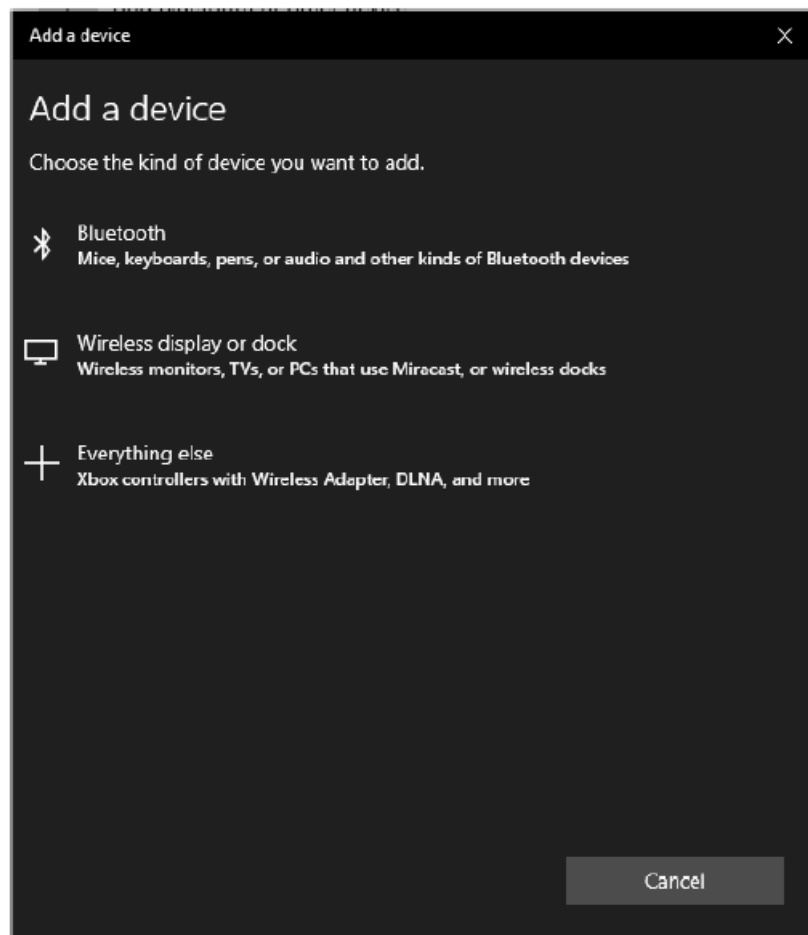 Add a device
Add a device
Choose the kind of device you want to add.
Bluetooth
Mice, keyboards, pens, or audio and other kinds of Bluetooth devices
Wireless display or dock
Wireless monitors, TVs, or PCs that use Miracast, or wireless docks
Everything else
Xbox controllers with Wireless Adapter, DLNA, and more
Cancel